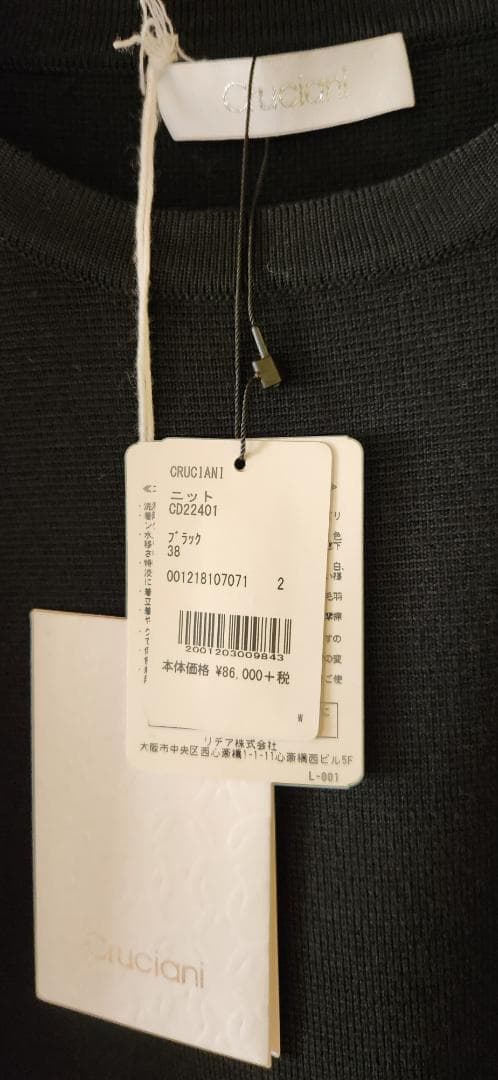 Cruciani
CRUCIANI
ニット
CD22401
ブラック
38
001218107071 2
2001203009843
本体価格 ¥86,000+税
W
リデア株式会社
大阪市中央区西心斎橋1-1-11心斎橋西ビル5F
L-001
Cruciani